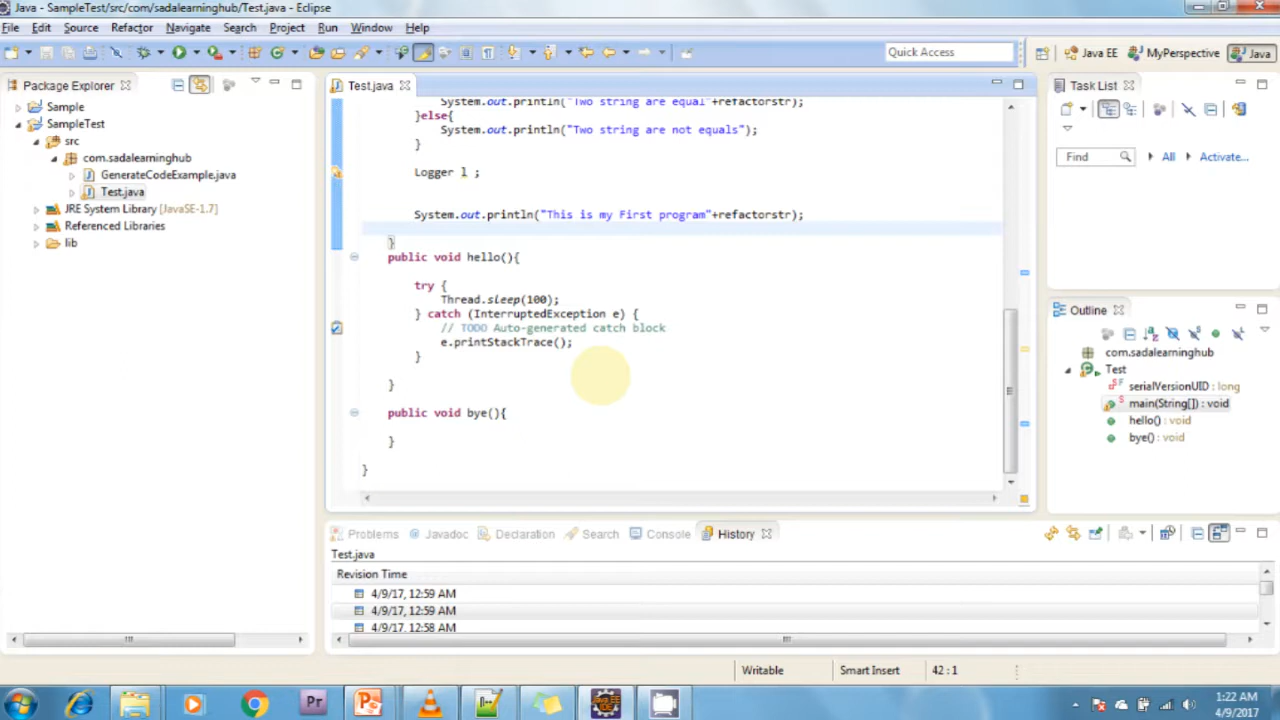 Java - SampleTest/src/com/sadalearninghub/Test.java - Eclipse
File Edit Source Refactor Navigate Search Project Run Window Help
Quick Access
Java EE MyPerspective Java
Package Explorer
Sample
SampleTest
src
com.sadalearninghub
GenerateCodeExample.java
Test.java
JRE System Library [JavaSE-1.7]
Referenced Libraries
lib
Test.java
System.out.println("Two string are equal"+refactorstr);
}else{
System.out.println("Two string are not equals");
}
Logger l ;
System.out.println("This is my First program"+refactorstr);
}
public void hello(){
try {
Thread.sleep(100);
} catch (InterruptedException e) {
// TODO Auto-generated catch block
e.printStackTrace();
}
}
public void bye(){
}
}
Task List
Find All Activate...
Outline
com.sadalearninghub
Test
serialVersionUID : long
main(String[]) : void
hello() : void
bye() : void
Problems Javadoc Declaration Search Console History
Test.java
Revision Time
4/9/17, 12:59 AM
4/9/17, 12:59 AM
4/9/17, 12:58 AM
Writable Smart Insert 42 : 1
Pr
Java EE
IDE
1:22 AM
4/9/2017